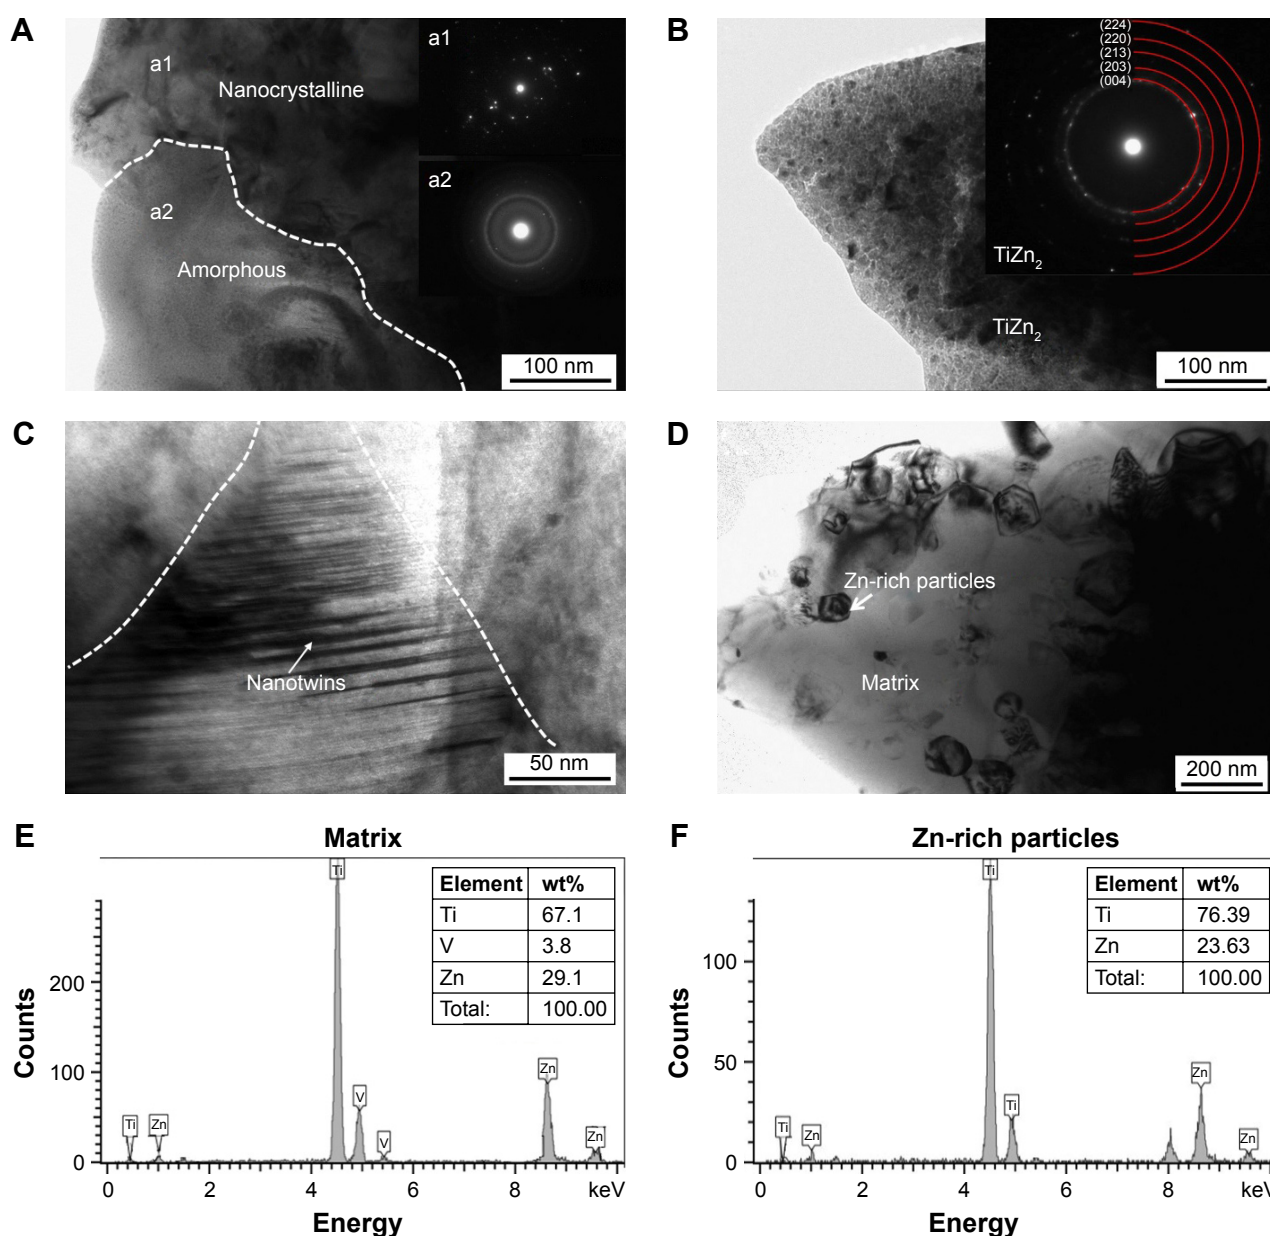 A
a1
Nanocrystalline
a2
Amorphous
a1
a2
100 nm
B
(224)
(220)
(213)
(203)
(004)
TiZn2
TiZn2
100 nm
C
Nanotwins
50 nm
D
Zn-rich particles
Matrix
200 nm
E
Matrix
Counts
200
100
0
Ti
Zn
Ti
V
V
Zn
Zn
Element wt%
Ti 67.1
V 3.8
Zn 29.1
Total: 100.00
0 2 4 6 8 keV
Energy
F
Zn-rich particles
Counts
100
50
0
Ti
Zn
Ti
Ti
Zn
Zn
Element wt%
Ti 76.39
Zn 23.63
Total: 100.00
0 2 4 6 8
Energy